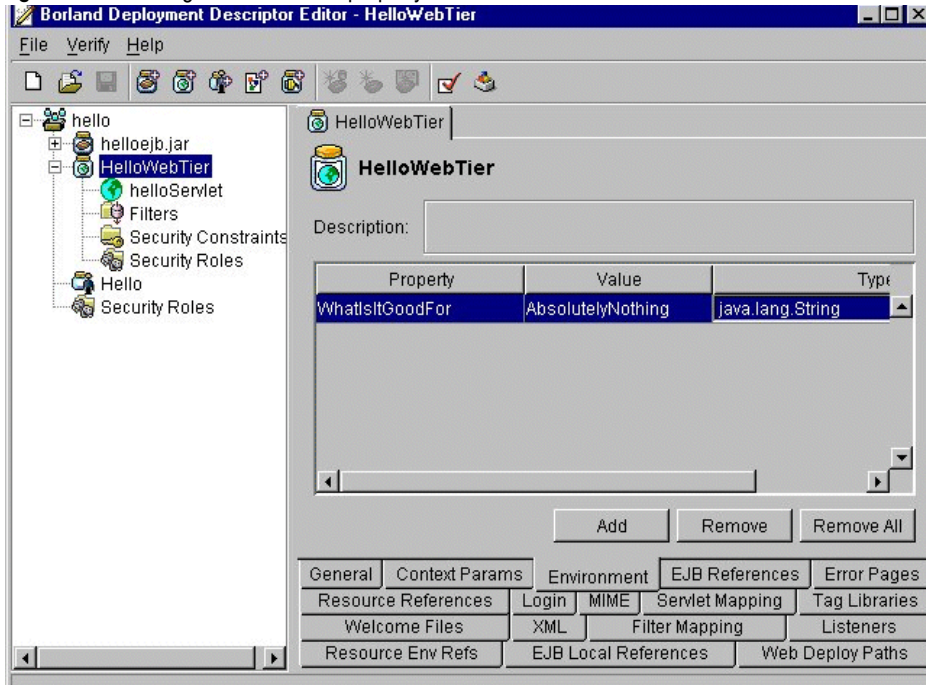 Borland Deployment Descriptor Editor - HelloWebTier
File Verify Help
hello
helloejb.jar
HelloWebTier
helloServlet
Filters
Security Constraints
Security Roles
Hello
Security Roles
HelloWebTier
HelloWebTier
Description:
Property Value Type
WhatIsItGoodFor AbsolutelyNothing java.lang.String
Add Remove Remove All
General Context Params Environment EJB References Error Pages
Resource References Login MIME Servlet Mapping Tag Libraries
Welcome Files XML Filter Mapping Listeners
Resource Env Refs EJB Local References Web Deploy Paths